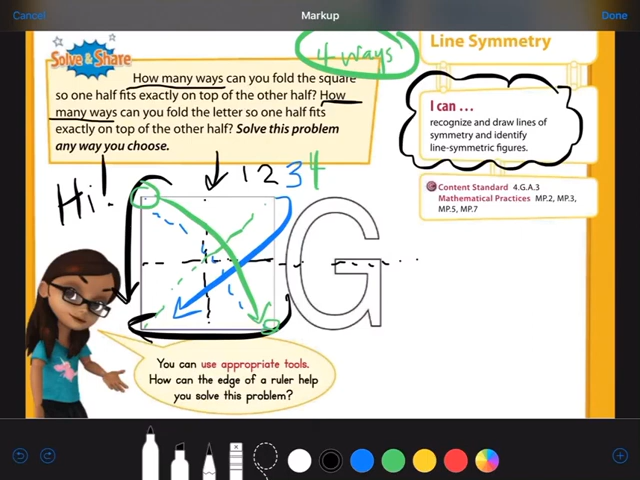 Cancel
Markup
Done
4 ways
Solve & Share
How many ways can you fold the square
so one half fits exactly on top of the other half? How
many ways can you fold the letter so one half fits
exactly on top of the other half? Solve this problem
any way you choose.
Line Symmetry
I can ...
recognize and draw lines of
symmetry and identify
line-symmetric figures.
Content Standard 4.G.A.3
Mathematical Practices MP.2, MP.3,
MP.5, MP.7
Hi!
1 2 3 4
G
You can use appropriate tools.
How can the edge of a ruler help
you solve this problem?